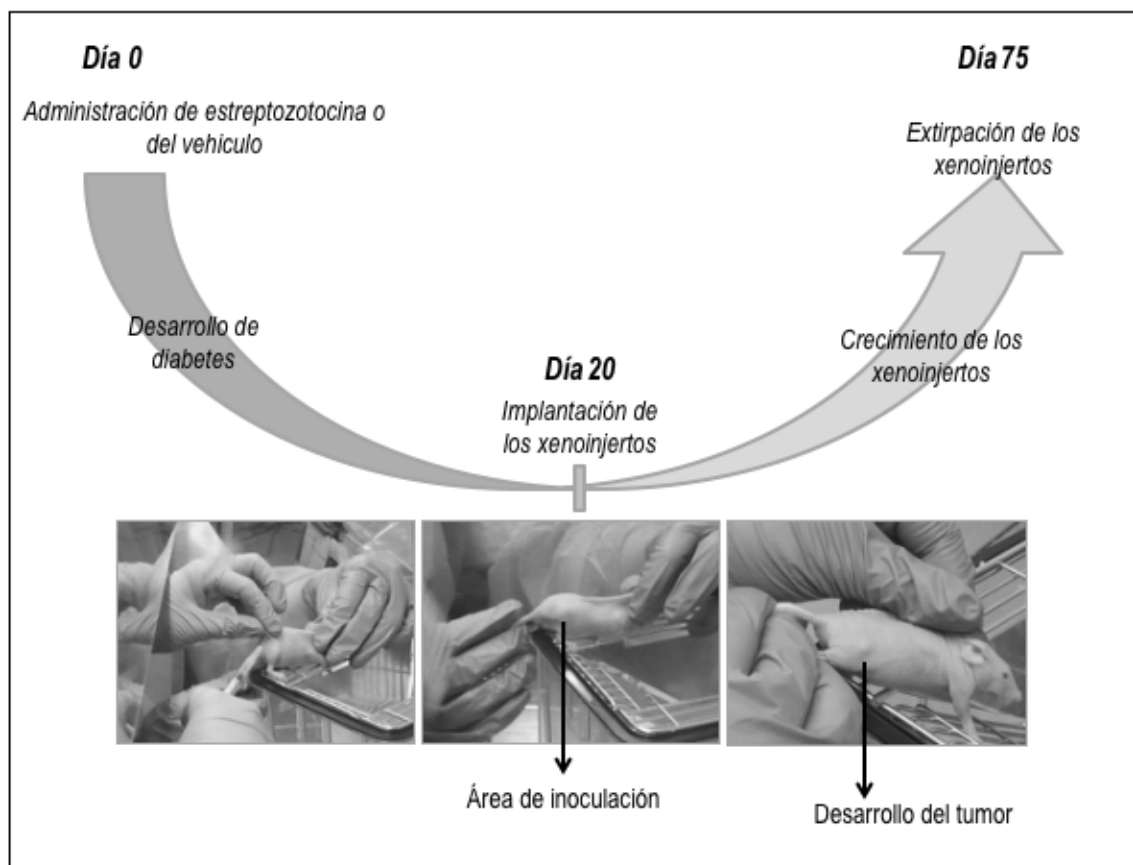 Día 0
Administración de estreptozotocina o
del vehículo
Desarrollo de
diabetes
Día 20
Implantación de
los xenoinjertos
Día 75
Extirpación de los
xenoinjertos
Crecimiento de los
xenoinjertos
Área de inoculación
Desarrollo del tumor